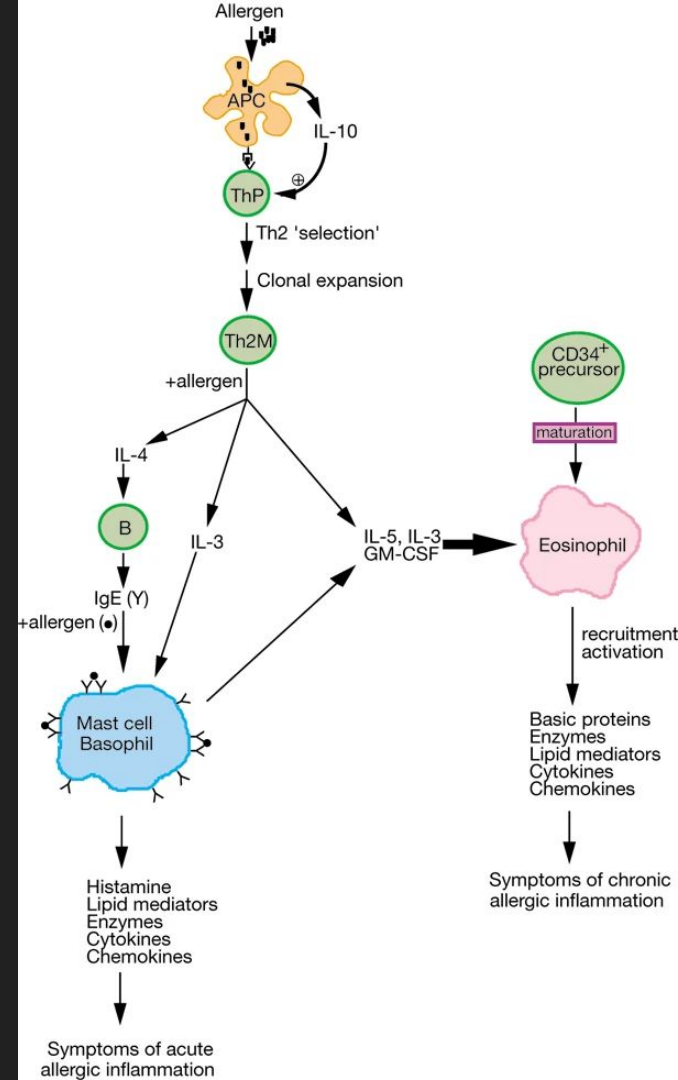 Allergen
APC
IL-10
⊕
ThP
Th2 'selection'
Clonal expansion
Th2M
+allergen
IL-4
B
IL-3
IgE (Y)
+allergen (●)
Mast cell
Basophil
Histamine
Lipid mediators
Enzymes
Cytokines
Chemokines
Symptoms of acute
allergic inflammation
IL-5, IL-3
GM-CSF
CD34+
precursor
maturation
Eosinophil
recruitment
activation
Basic proteins
Enzymes
Lipid mediators
Cytokines
Chemokines
Symptoms of chronic
allergic inflammation